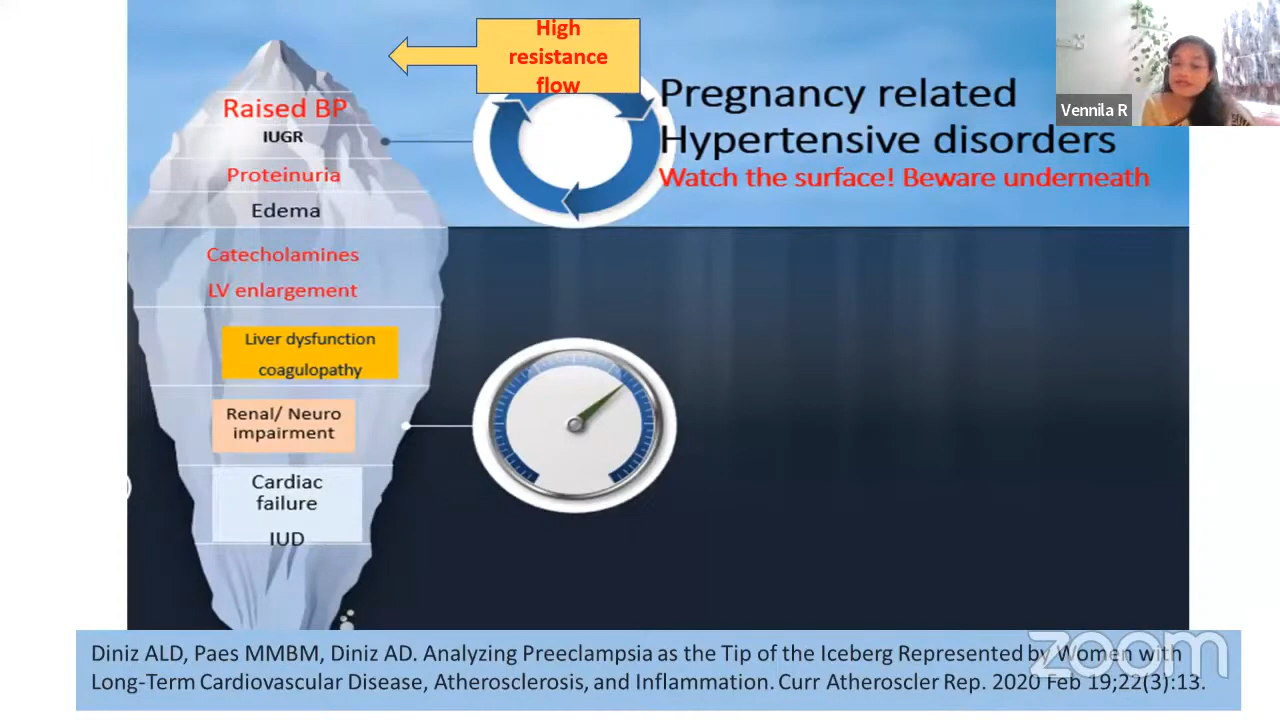 High
resistance
flow
Pregnancy related
Hypertensive disorders
Watch the surface! Beware underneath
Vennila R
Raised BP
IUGR
Proteinuria
Edema
Catecholamines
LV enlargement
Liver dysfunction
coagulopathy
Renal/ Neuro
impairment
Cardiac
failure
IUD
Diniz ALD, Paes MMBM, Diniz AD. Analyzing Preeclampsia as the Tip of the Iceberg Represented by Women with
Long-Term Cardiovascular Disease, Atherosclerosis, and Inflammation. Curr Atheroscler Rep. 2020 Feb 19;22(3):13.
zoom